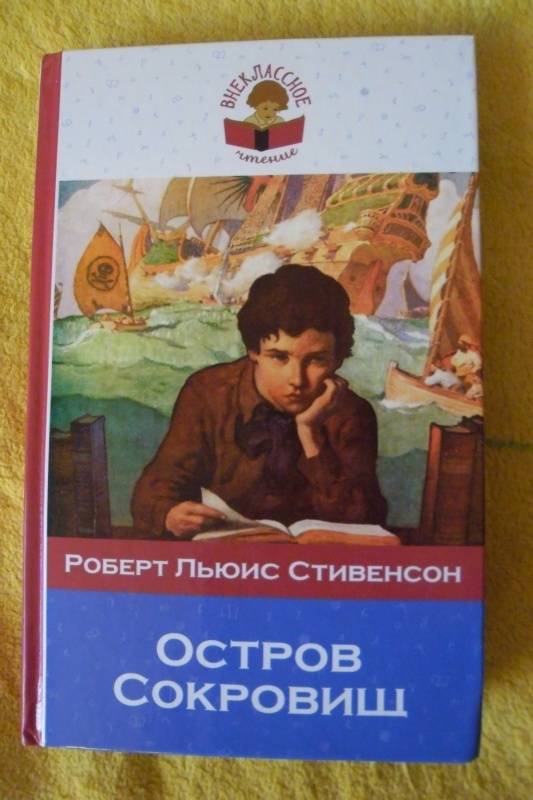 ВНЕКЛАССНОЕ
чтение
РОБЕРТ ЛЬЮИС СТИВЕНСОН
ОСТРОВ
СОКРОВИЩ